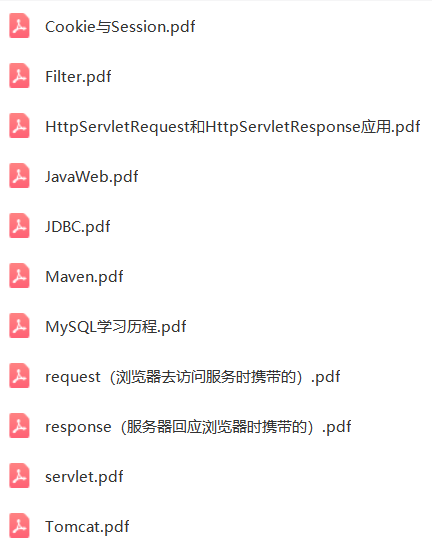 Cookie与Session.pdf
Filter.pdf
HttpServletRequest和HttpServletResponse应用.pdf
JavaWeb.pdf
JDBC.pdf
Maven.pdf
MySQL学习历程.pdf
request（浏览器去访问服务时携带的）.pdf
response（服务器回应浏览器时携带的）.pdf
servlet.pdf
Tomcat.pdf